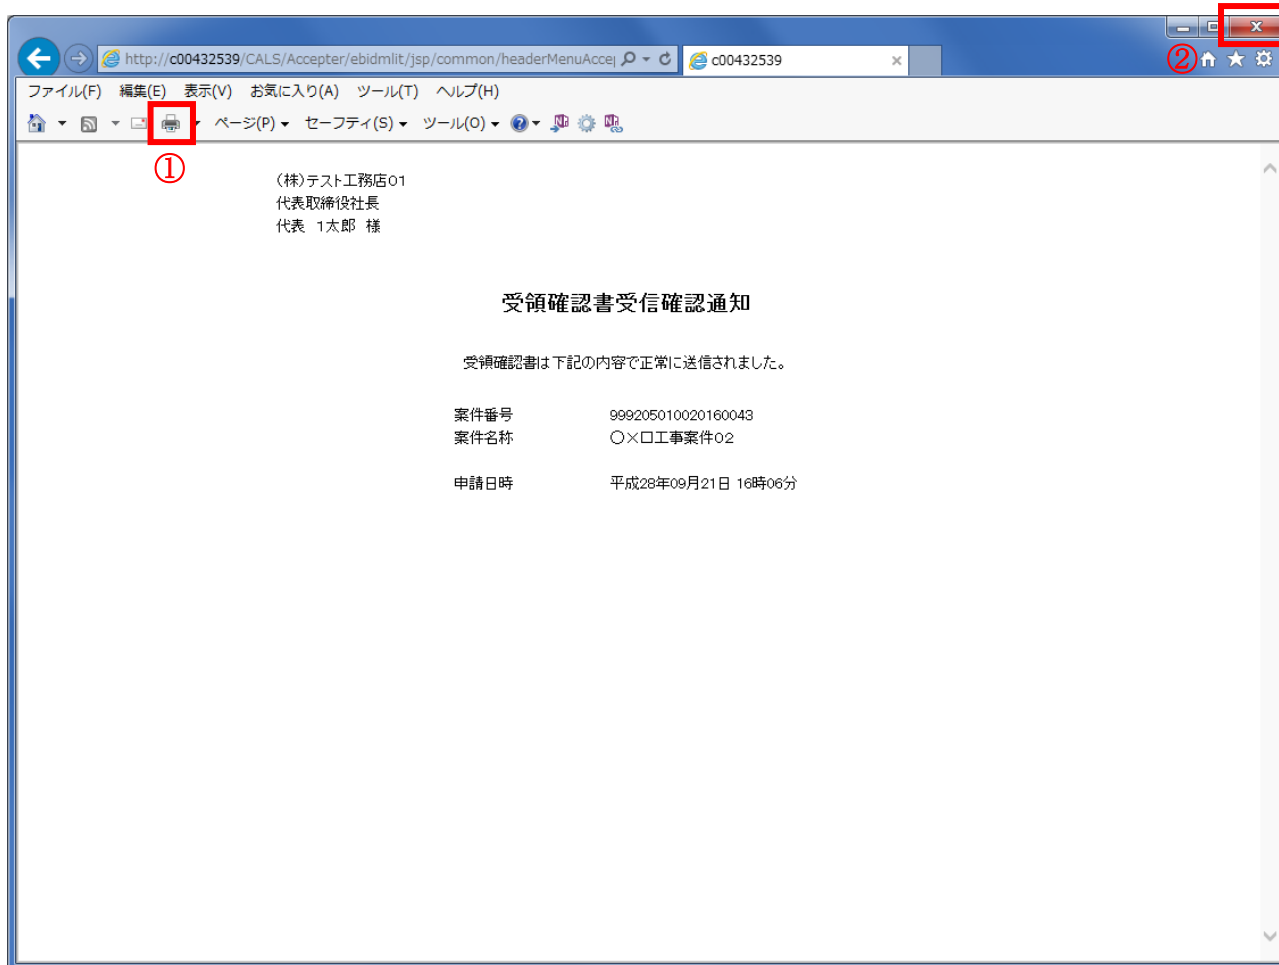 http://c00432539/CALS/Accepter/ebidmlit/jsp/common/headerMenuAccep
c00432539
②
ファイル(F) 編集(E) 表示(V) お気に入り(A) ツール(T) ヘルプ(H)
ページ(P) セーフティ(S) ツール(O)
①
(株)テスト工務店01
代表取締役社長
代表 1太郎 様
受領確認書受信確認通知
受領確認書は下記の内容で正常に送信されました。
案件番号 999205010020160043
案件名称 ○×口工事案件02
申請日時 平成28年09月21日 16時06分